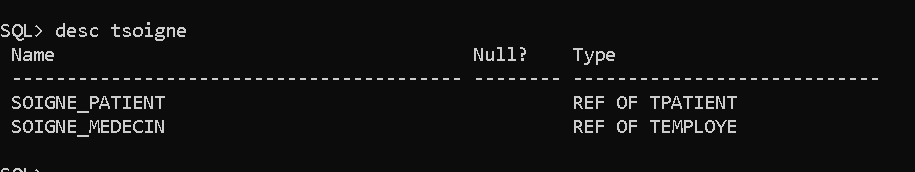 SQL> desc tsoigne
 Name                                      Null?    Type
 ----------------------------------------- -------- ----------------------------
 SOIGNE_PATIENT                                     REF OF TPATIENT
 SOIGNE_MEDECIN                                     REF OF TEMPLOYE
SQL>